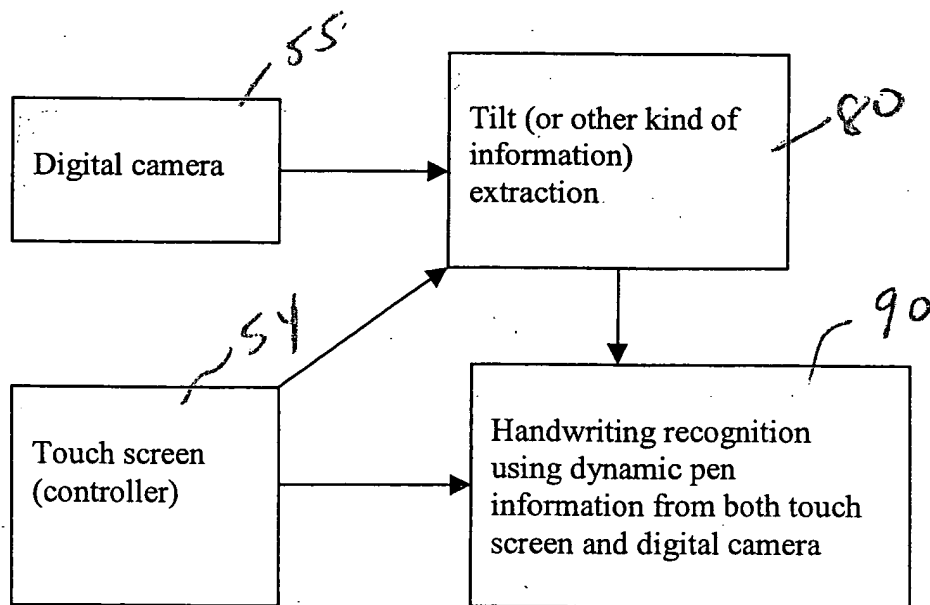 55
Digital camera
Tilt (or other kind of
information)
extraction
80
54
Touch screen
(controller)
90
Handwriting recognition
using dynamic pen
information from both touch
screen and digital camera